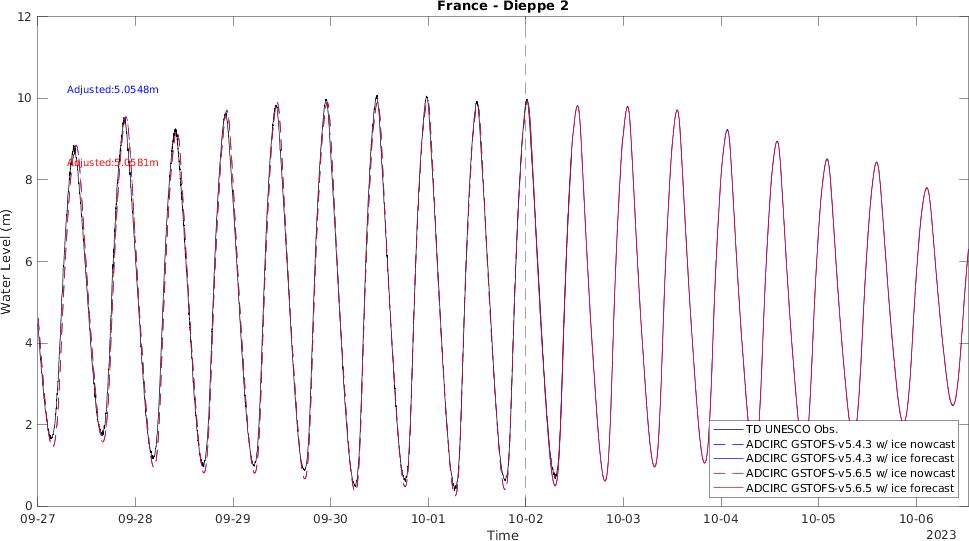 France - Dieppe 2
12
10
8
6
4
2
0
Water Level (m)
Adjusted:5.0548m
Adjusted:5.0581m
TD UNESCO Obs.
ADCIRC GSTOFS-v5.4.3 w/ ice nowcast
ADCIRC GSTOFS-v5.4.3 w/ ice forecast
ADCIRC GSTOFS-v5.6.5 w/ ice nowcast
ADCIRC GSTOFS-v5.6.5 w/ ice forecast
09-27 09-28 09-29 09-30 10-01 10-02 10-03 10-04 10-05 10-06
Time
2023